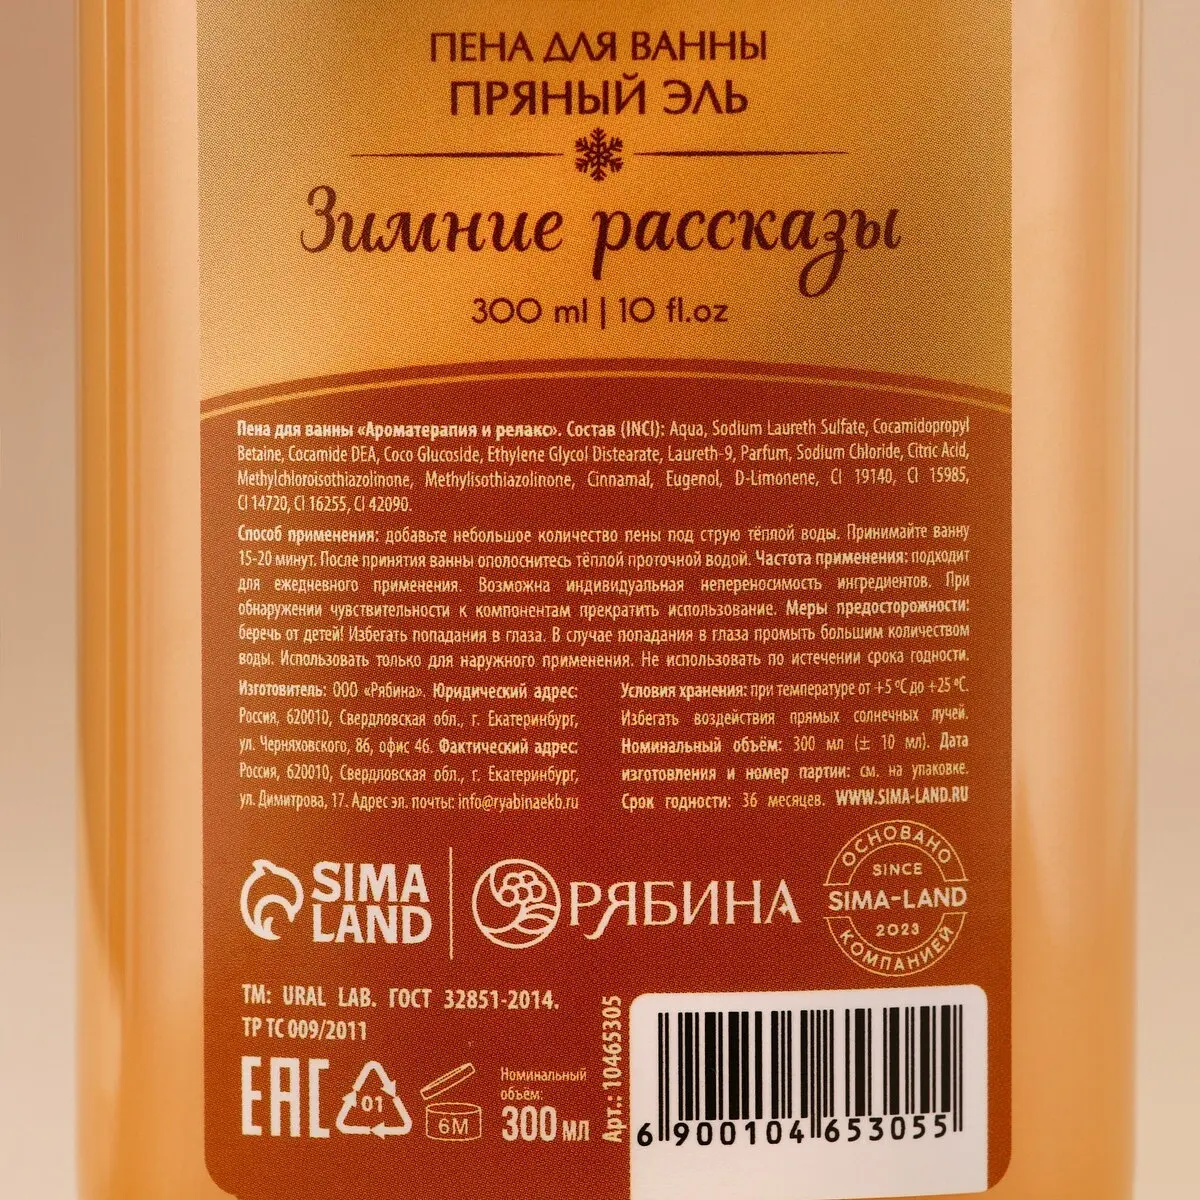 ПЕНА ДЛЯ ВАННЫ
ПРЯНЫЙ ЭЛЬ
Зимние рассказы
300 ml | 10 fl.oz
Пена для ванны «Ароматерапия и релакс». Состав (INCI): Aqua, Sodium Laureth Sulfate, Cocamidopropyl
Betaine, Cocamide DEA, Coco Glucoside, Ethylene Glycol Distearate, Laureth-9, Parfum, Sodium Chloride, Citric Acid,
Methylchloroisothiazolinone, Methylisothiazolinone, Cinnamal, Eugenol, D-Limonene, CI 19140, CI 15985,
CI 14720, CI 16255, CI 42090.
Способ применения: добавьте небольшое количество пены под струю тёплой воды. Принимайте ванну
15-20 минут. После принятия ванны ополоснитесь тёплой проточной водой. Частота применения: подходит
для ежедневного применения. Возможна индивидуальная непереносимость ингредиентов. При
обнаружении чувствительности к компонентам прекратить использование. Меры предосторожности:
беречь от детей! Избегать попадания в глаза. В случае попадания в глаза промыть большим количеством
воды. Использовать только для наружного применения. Не использовать по истечении срока годности.
Изготовитель: ООО «Рябина». Юридический адрес:
Россия, 620010, Свердловская обл., г. Екатеринбург,
ул. Черняховского, 86, офис 46. Фактический адрес:
Россия, 620010, Свердловская обл., г. Екатеринбург,
ул. Димитрова, 17. Адрес эл. почты: info@ryabinaekb.ru
Условия хранения: при температуре от +5 °C до +25 °C.
Избегать воздействия прямых солнечных лучей.
Номинальный объём: 300 мл (± 10 мл). Дата
изготовления и номер партии: см. на упаковке.
Срок годности: 36 месяцев. WWW.SIMA-LAND.RU
SIMA
LAND
РЯБИНА
ОСНОВАНО
SINCE
SIMA-LAND
2023
КОМПАНИЕЙ
ТМ: URAL LAB. ГОСТ 32851-2014.
ТР ТС 009/2011
EAC
01
6M
Номинальный
объём:
300 мл
Арт.: 10465305
6 900104 653055